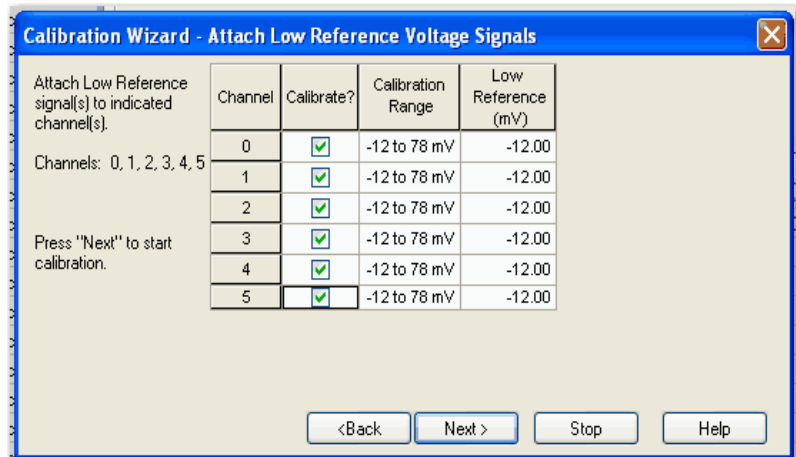 Calibration Wizard - Attach Low Reference Voltage Signals
Attach Low Reference
signal(s) to indicated
channel(s).
Channels: 0, 1, 2, 3, 4, 5
Press "Next" to start
calibration.
Channel Calibrate? Calibration Range Low Reference (mV)
0 -12 to 78 mV -12.00
1 -12 to 78 mV -12.00
2 -12 to 78 mV -12.00
3 -12 to 78 mV -12.00
4 -12 to 78 mV -12.00
5 -12 to 78 mV -12.00
<Back Next > Stop Help